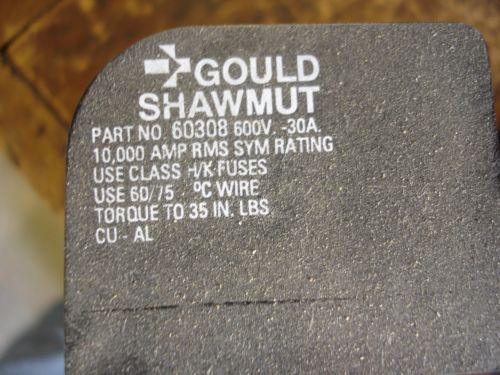 GOULD
SHAWMUT
PART NO. 60308 600V. -30A.
10,000 AMP RMS SYM RATING
USE CLASS H/K FUSES
USE 60/75 ºC WIRE
TORQUE TO 35 IN. LBS
CU - AL